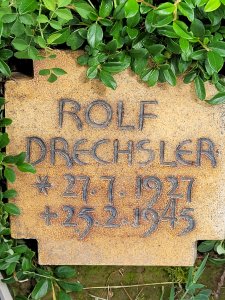 ROLF
DRECHSLER
* 27.7.1927
+25.2.1945